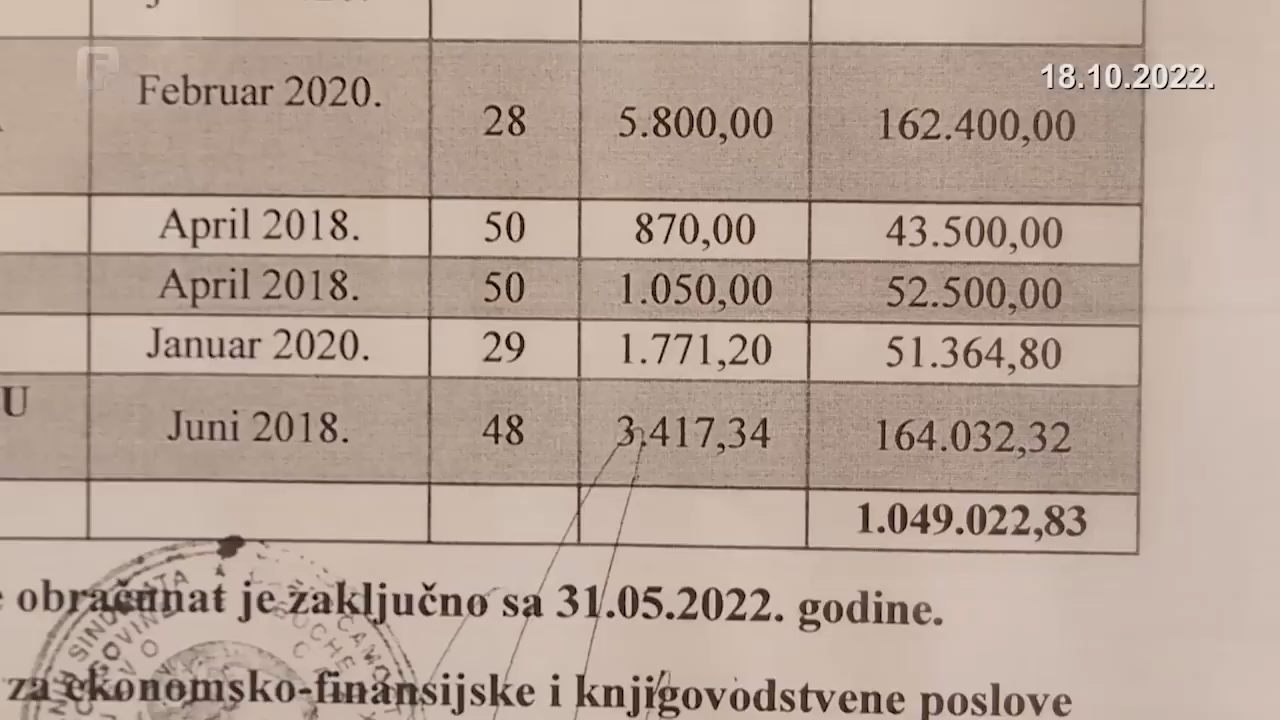 18.10.2022.
Februar 2020. 28 5.800,00 162.400,00
April 2018. 50 870,00 43.500,00
April 2018. 50 1.050,00 52.500,00
Januar 2020. 29 1.771,20 51.364,80
U Juni 2018. 48 3.417,34 164.032,32
1.049.022,83
obračunat je zaključno sa 31.05.2022. godine.
za ekonomsko-finansijske i knjigovodstvene poslove